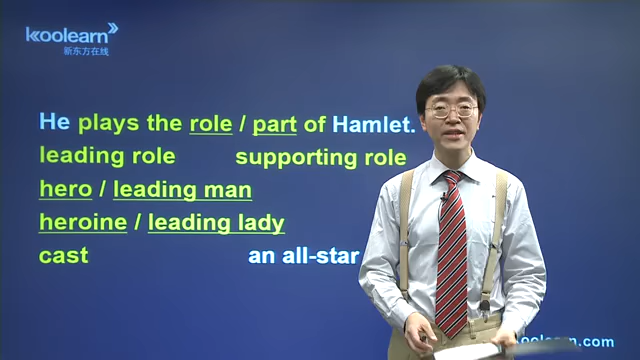 koolearn
新东方在线
He plays the role / part of Hamlet.
leading role supporting role
hero / leading man
heroine / leading lady
cast an all-star
koolearn.com